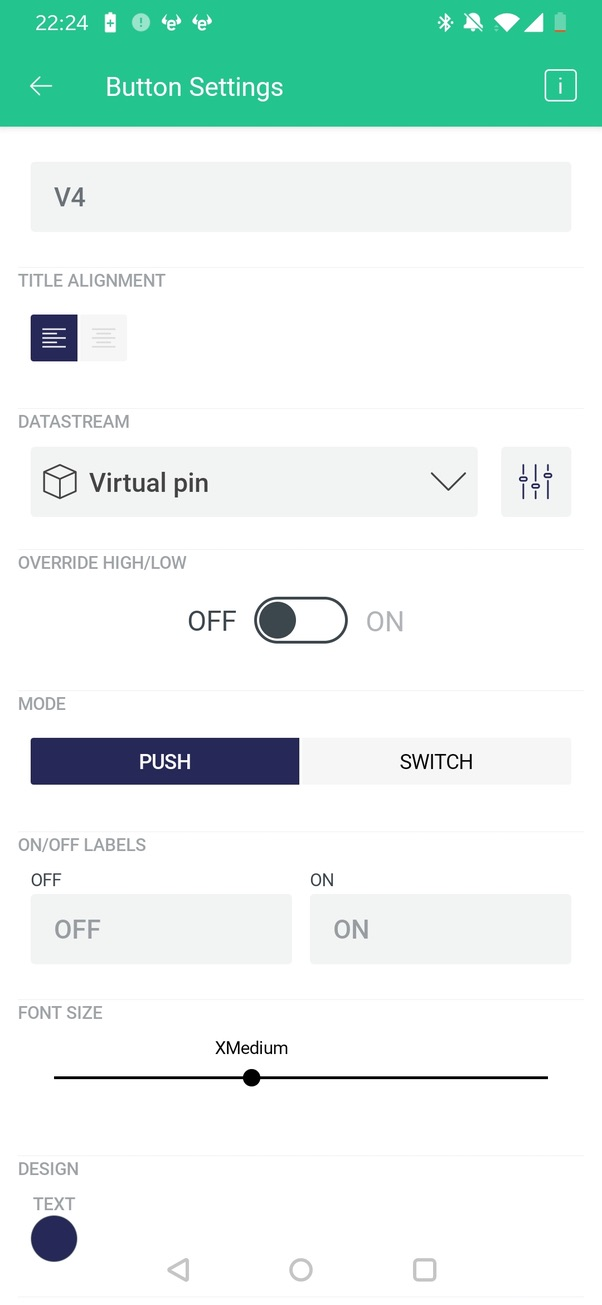 22:24
Button Settings
i
V4
TITLE ALIGNMENT
DATASTREAM
Virtual pin
OVERRIDE HIGH/LOW
OFF ON
MODE
PUSH SWITCH
ON/OFF LABELS
OFF ON
OFF ON
FONT SIZE
XMedium
DESIGN
TEXT